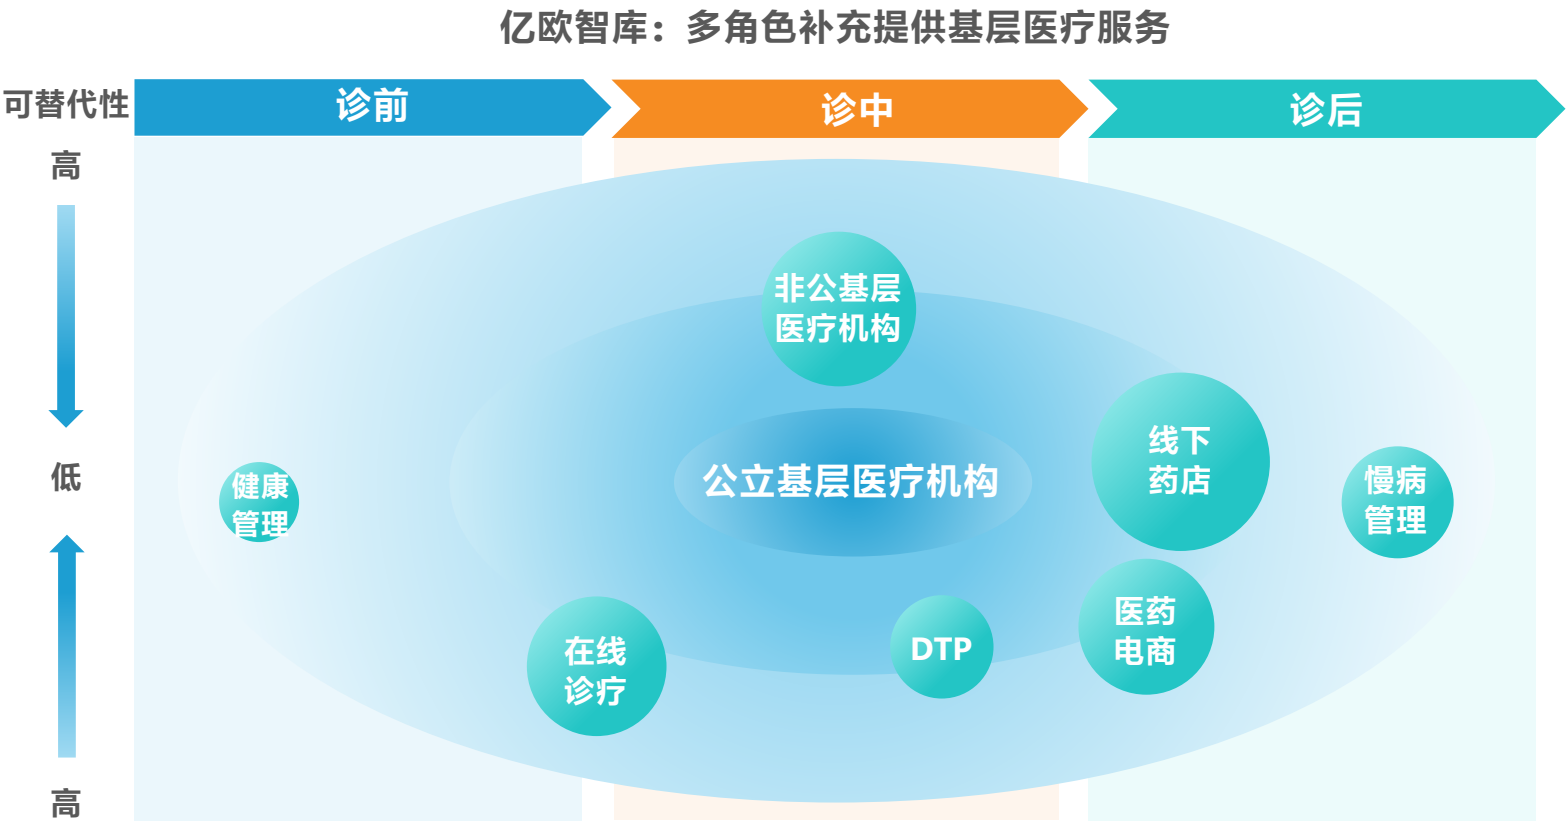 亿欧智库：多角色补充提供基层医疗服务
可替代性
诊前
诊中
诊后
高
非公基层
医疗机构
线下
药店
低
健康
管理
公立基层医疗机构
慢病
管理
在线
诊疗
DTP
医药
电商
高